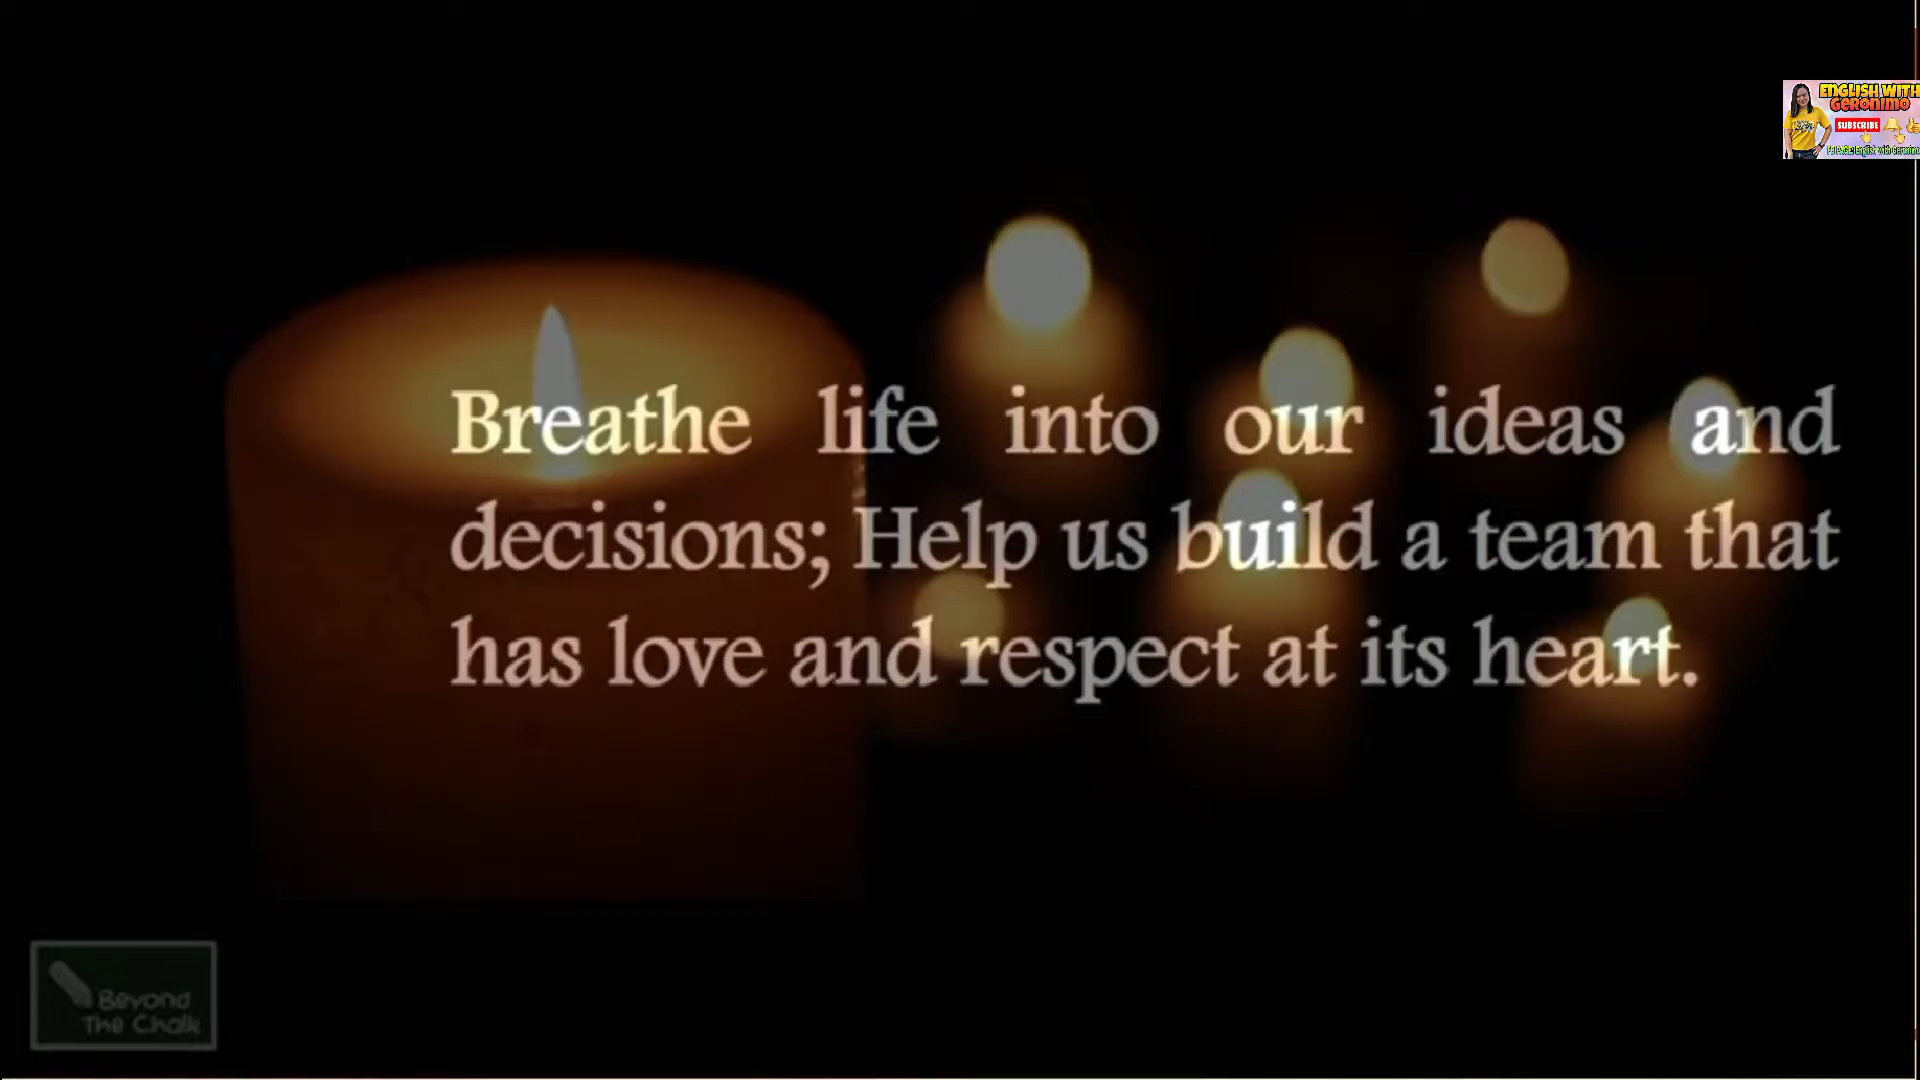 ENGLISH WITH
GERONIMO
SUBSCRIBE
Breathe life into our ideas and
decisions; Help us build a team that
has love and respect at its heart.
Beyond
The Chalk